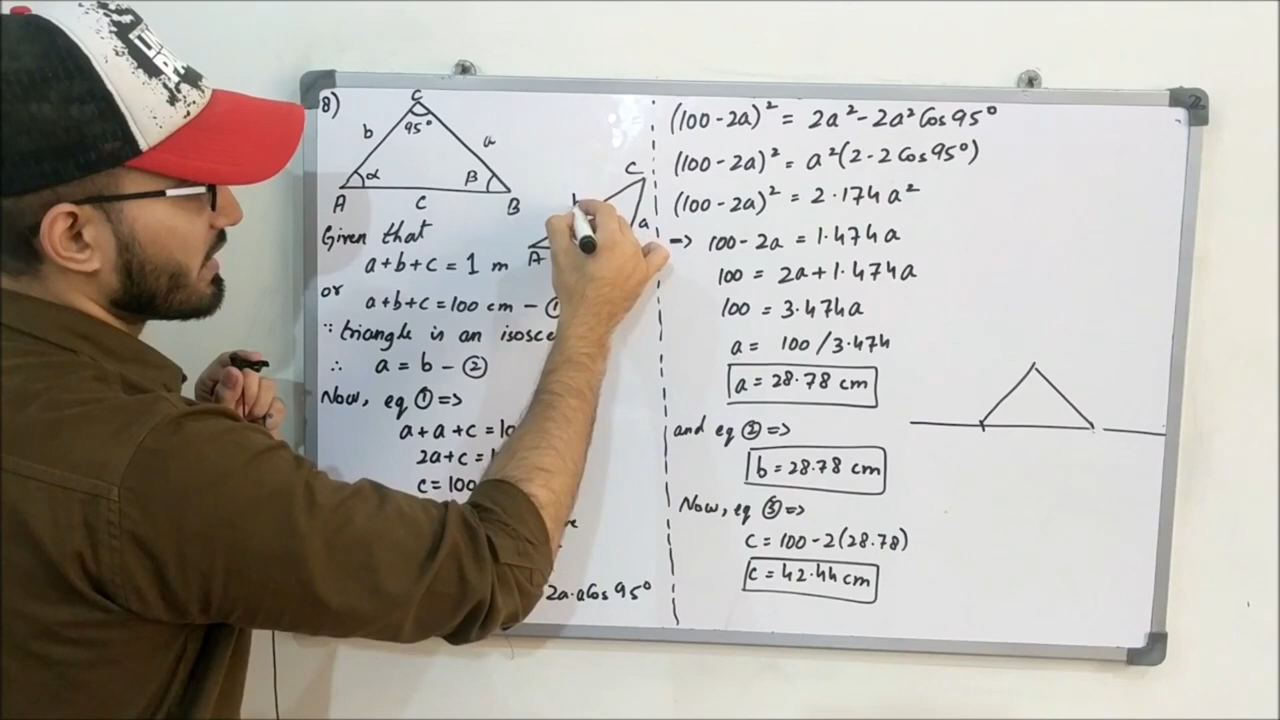 8)
C
95°
b
a
α
β
A
C
B
C
a
A
Given that
a+b+c = 1 m
or
a+b+c = 100 cm - ①
∵ triangle is an
∴ a = b - ②
Now, eq ① =>
a + a + c =
2a + c =
c = 100
2a·a Cos 95°
(100 - 2a)² = 2a² - 2a² Cos 95°
(100 - 2a)² = a² (2 - 2 Cos 95°)
(100 - 2a)² = 2.174 a²
=> 100 - 2a = 1.474 a
100 = 2a + 1.474 a
100 = 3.474 a
a = 100 / 3.474
a = 28.78 cm
and eq ② =>
b = 28.78 cm
Now, eq ③ =>
c = 100 - 2(28.78)
c = 42.44 cm